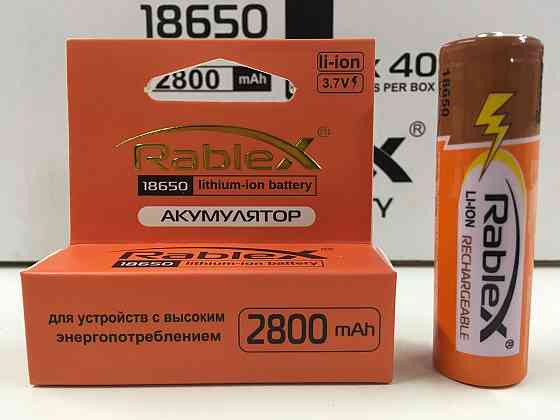 18650
x 40
S PER BOX
li-ion
3.7V
2800 mAh
RableX®
18650 lithium-ion battery
АКУМУЛЯТОР
RableX
18650 lithium-ion battery
для устройств с высоким
энергопотреблением
2800 mAh
®
18650
RableX®
LI-ION RECHARGEABLE